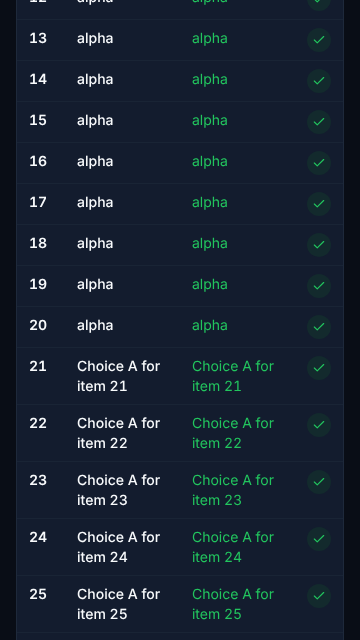 13 alpha alpha
14 alpha alpha
15 alpha alpha
16 alpha alpha
17 alpha alpha
18 alpha alpha
19 alpha alpha
20 alpha alpha
21 Choice A for Choice A for
item 21 item 21
22 Choice A for Choice A for
item 22 item 22
23 Choice A for Choice A for
item 23 item 23
24 Choice A for Choice A for
item 24 item 24
25 Choice A for Choice A for
item 25 item 25